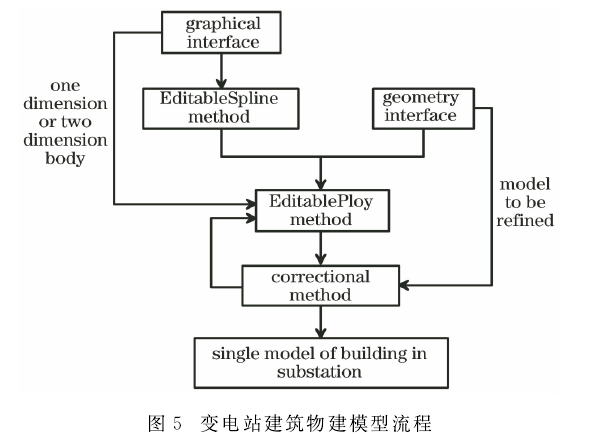 graphical
interface
one
dimension
or two
dimension
body
EditableSpline
method
geometry
interface
EditablePloy
method
model
to be
refined
correctional
method
single model of building in
substation
图 5 变电站建筑物建模型流程